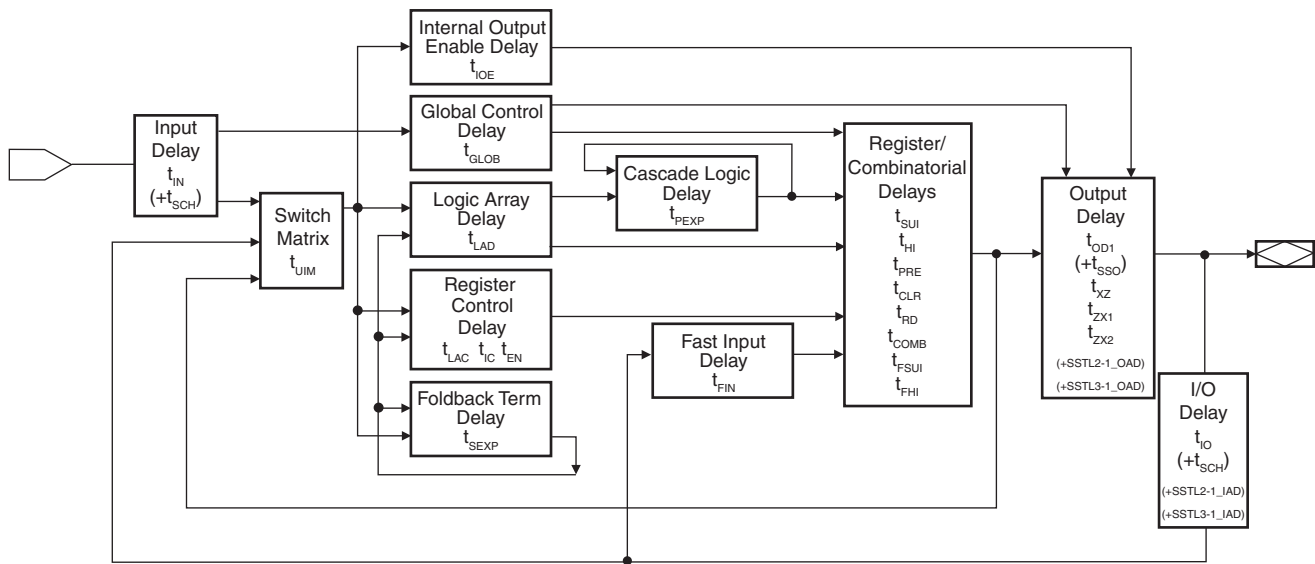 Internal Output
Enable Delay
tIOE
Global Control
Delay
tGLOB
Input
Delay
tIN
(+tSCH)
Switch
Matrix
tUIM
Logic Array
Delay
tLAD
Cascade Logic
Delay
tPEXP
Register
Control
Delay
tLAC tIC tEN
Fast Input
Delay
tFIN
Foldback Term
Delay
tSEXP
Register/
Combinatorial
Delays
tSUI
tHI
tPRE
tCLR
tRD
tCOMB
tFSUI
tFHI
Output
Delay
tOD1
(+tSSO)
tXZ
tZX1
tZX2
(+SSTL2-1_OAD)
(+SSTL3-1_OAD)
I/O
Delay
tIO
(+tSCH)
(+SSTL2-1_IAD)
(+SSTL3-1_IAD)